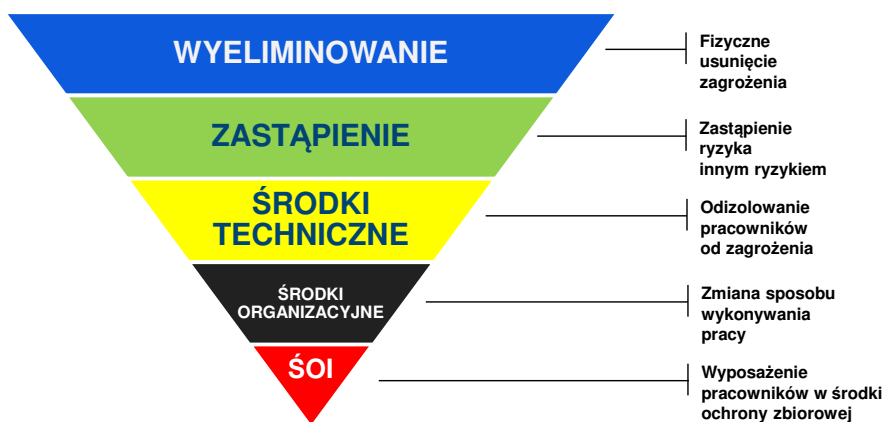 WYELIMINOWANIE
Fizyczne
usunięcie
zagrożenia
ZASTĄPIENIE
Zastąpienie
ryzyka
innym ryzykiem
ŚRODKI
TECHNICZNE
Odizolowanie
pracowników
od zagrożenia
ŚRODKI
ORGANIZACYJNE
Zmiana sposobu
wykonywania
pracy
ŚOI
Wyposażenie
pracowników w środki
ochrony zbiorowej